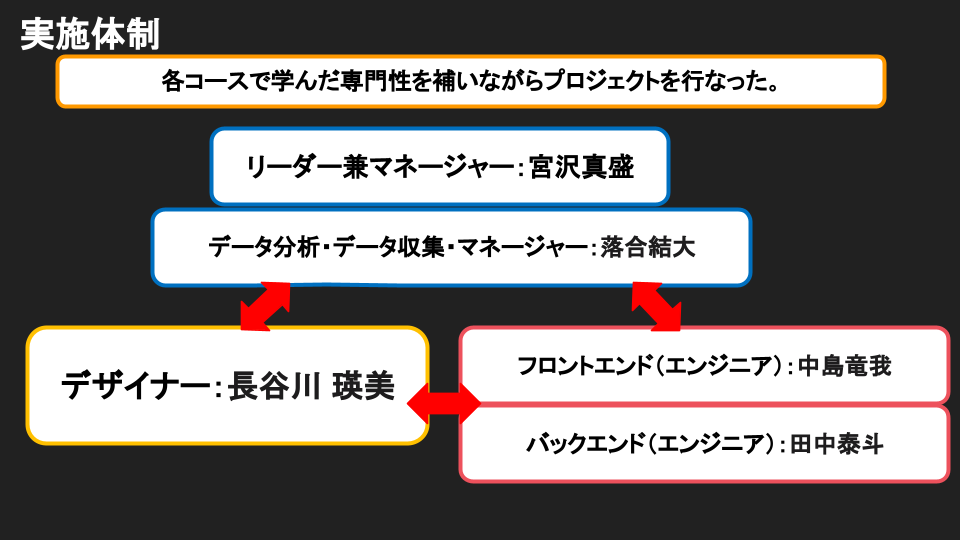 実施体制
各コースで学んだ専門性を補いながらプロジェクトを行なった。
リーダー兼マネージャー：宮沢真盛
データ分析・データ収集・マネージャー：落合結大
デザイナー：長谷川 瑛美
フロントエンド（エンジニア）：中島竜我
バックエンド（エンジニア）：田中泰斗